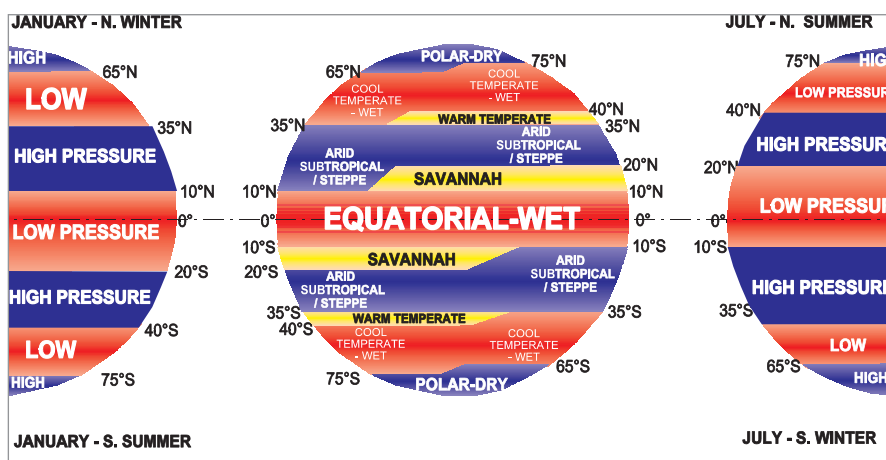 JANUARY - N. WINTER
HIGH
65°N
LOW
35°N
HIGH PRESSURE
10°N
0°
LOW PRESSURE
20°S
HIGH PRESSURE
40°S
LOW
HIGH
75°S
JANUARY - S. SUMMER
POLAR-DRY
65°N
75°N
COOL
TEMPERATE
- WET
COOL
TEMPERATE
- WET
40°N
WARM TEMPERATE
35°N
35°N
ARID
SUBTROPICAL
/ STEPPE
ARID
SUBTROPICAL
/ STEPPE
20°N
SAVANNAH
10°N
10°N
EQUATORIAL-WET
0°
0°
10°S
10°S
SAVANNAH
20°S
ARID
SUBTROPICAL
/ STEPPE
ARID
SUBTROPICAL
/ STEPPE
35°S
35°S
WARM TEMPERATE
40°S
COOL
TEMPERATE
- WET
COOL
TEMPERATE
- WET
65°S
75°S
POLAR-DRY
JULY - N. SUMMER
75°N
HIG
LOW PRESSUR
40°N
HIGH PRESSUR
20°N
LOW PRESSU
0°
10°S
HIGH PRESSUR
35°S
LOW
65°S
HIGH
JULY - S. WINTER